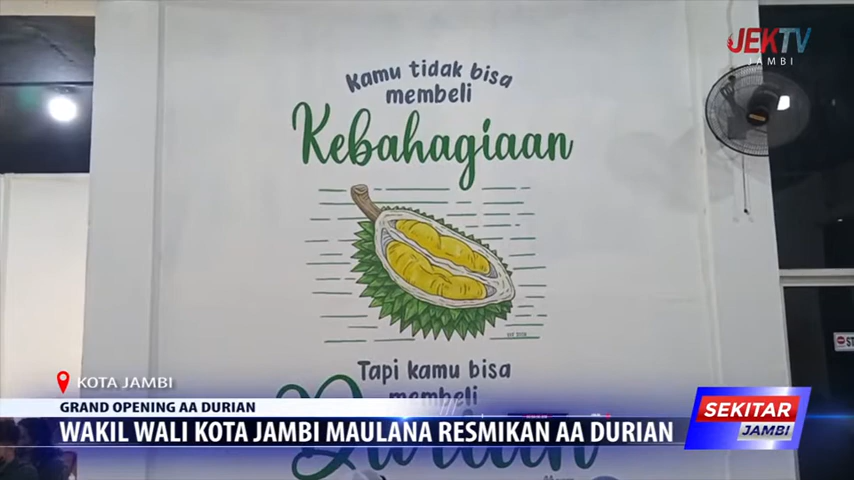 JEKTV
JAMBI
Kamu tidak bisa
membeli
Kebahagiaan
Tapi kamu bisa
membeli
Durian
KOTA JAMBI
GRAND OPENING AA DURIAN
WAKIL WALI KOTA JAMBI MAULANA RESMIKAN AA DURIAN
SEKITAR
JAMBI